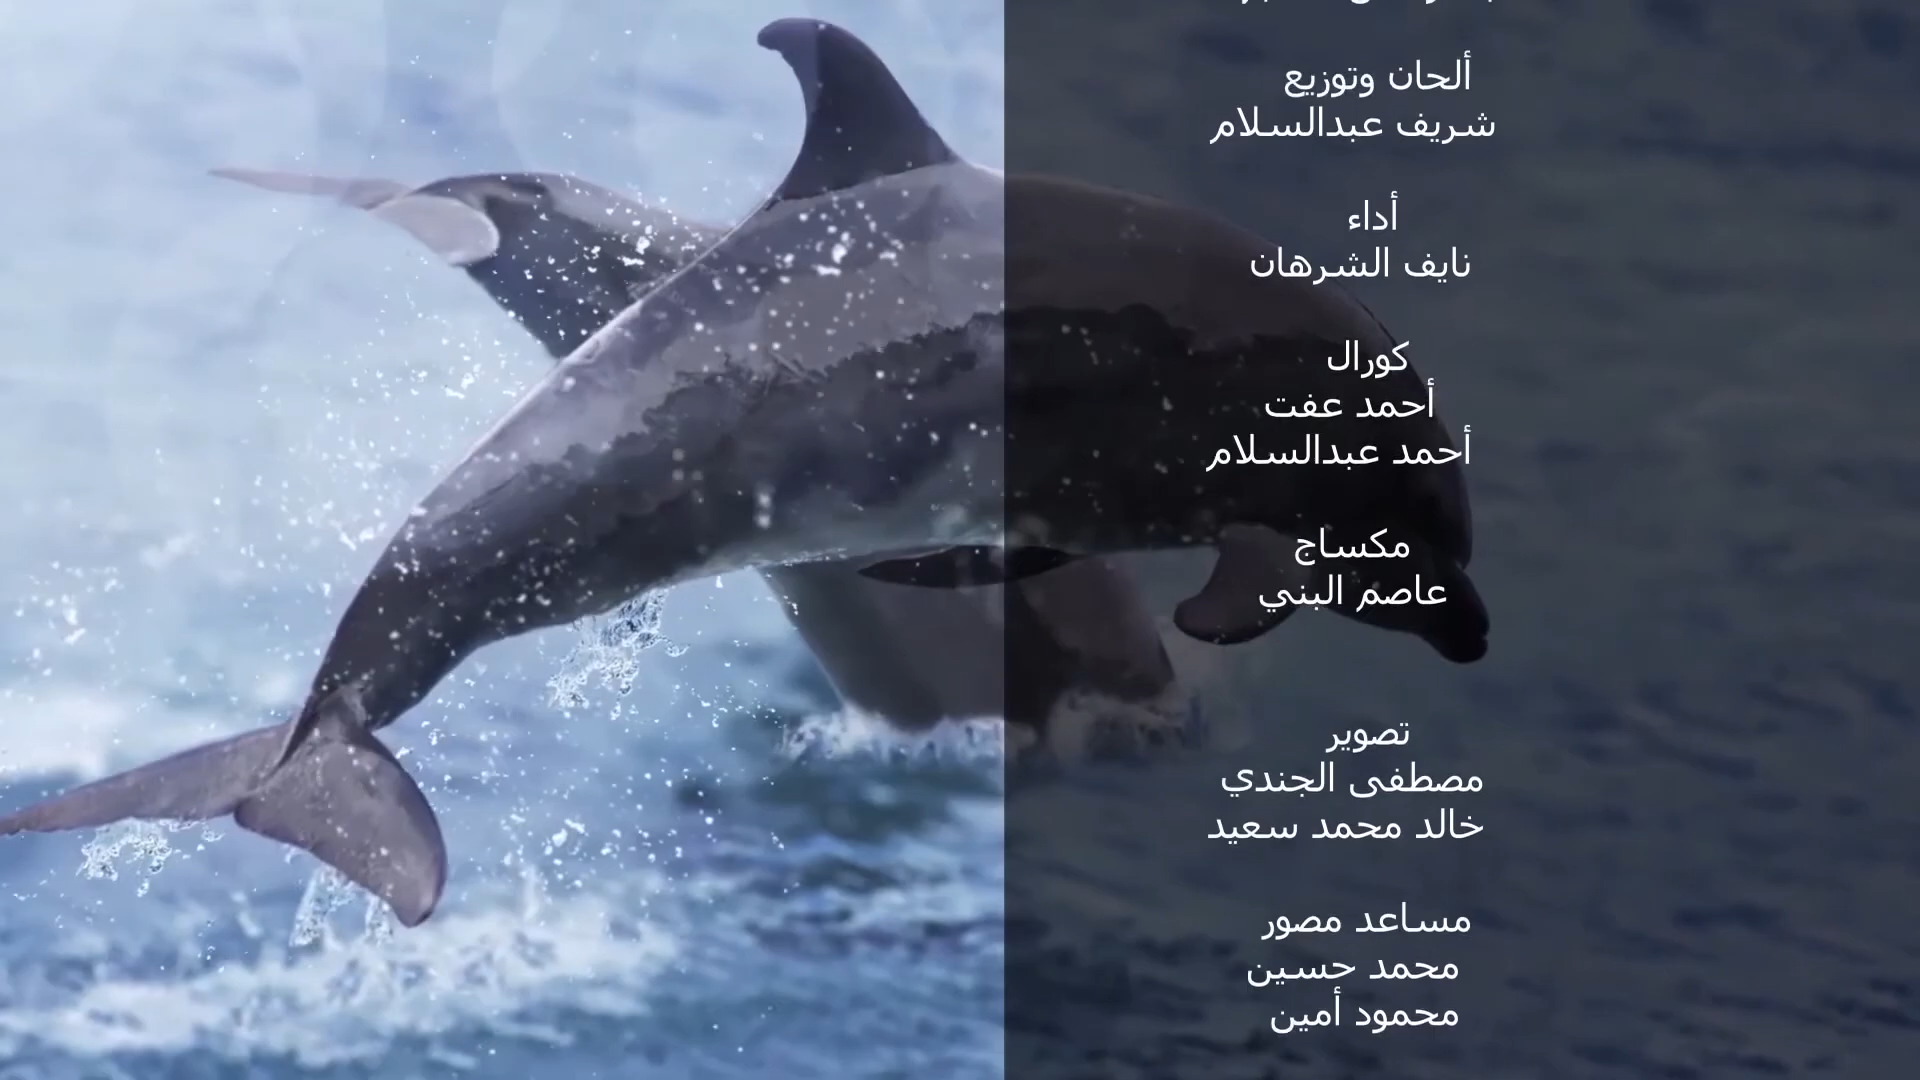 ألحان وتوزيع
شريف عبدالسلام
أداء
نايف الشرهان
كورال
أحمد عفت
أحمد عبدالسلام
مكساج
عاصم البني
تصوير
مصطفى الجندي
خالد محمد سعيد
مساعد مصور
محمد حسين
محمود أمين